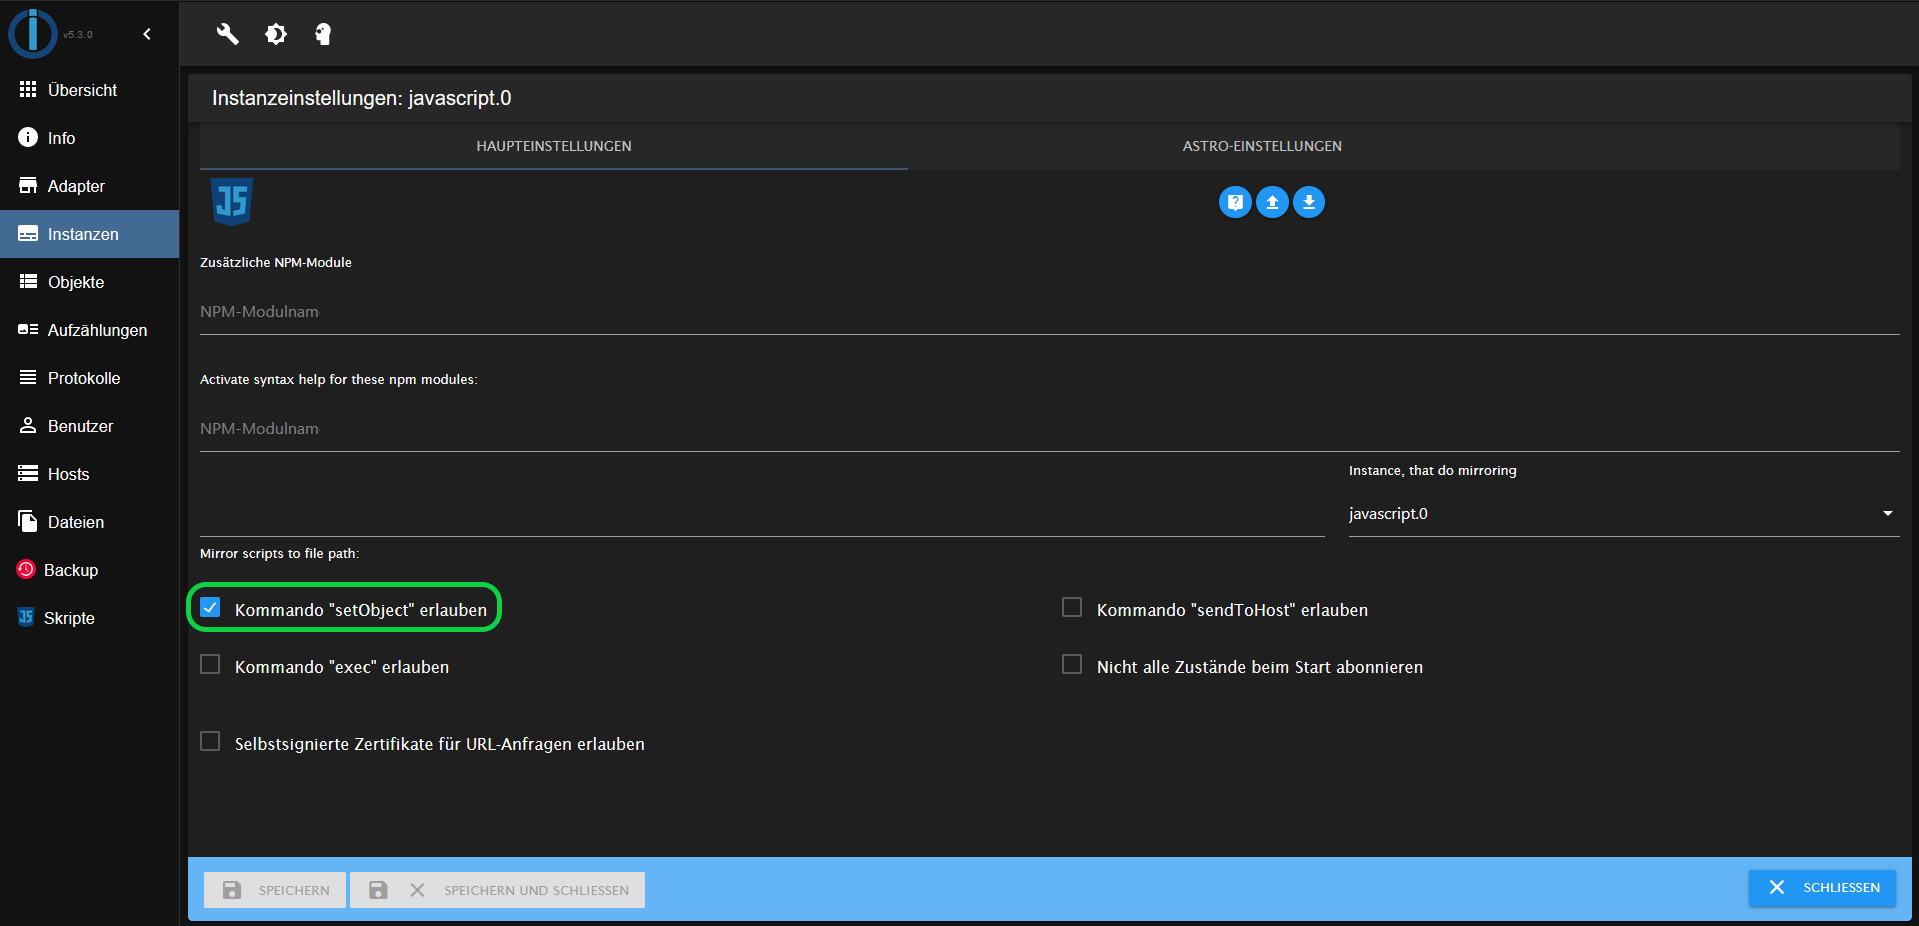 v5.3.0
Übersicht
Info
Adapter
Instanzen
Objekte
Aufzählungen
Protokolle
Benutzer
Hosts
Dateien
Backup
JS Skripte
Instanzeinstellungen: javascript.0
HAUPTEINSTELLUNGEN ASTRO-EINSTELLUNGEN
JS
Zusätzliche NPM-Module
NPM-Modulnam
Activate syntax help for these npm modules:
NPM-Modulnam
Instance, that do mirroring
javascript.0
Mirror scripts to file path:
Kommando "setObject" erlauben Kommando "sendToHost" erlauben
Kommando "exec" erlauben Nicht alle Zustände beim Start abonnieren
Selbstsignierte Zertifikate für URL-Anfragen erlauben
SPEICHERN SPEICHERN UND SCHLIESSEN SCHLIESSEN